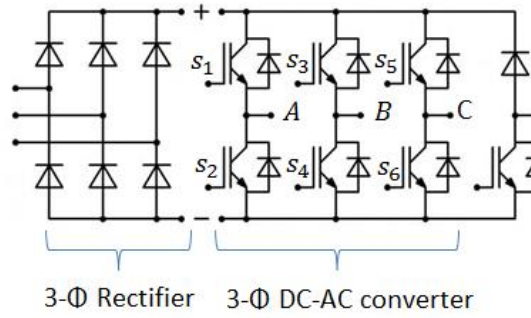 +
s1 s3 s5
A B C
s2 s4 s6
−
3-Φ Rectifier 3-Φ DC-AC converter